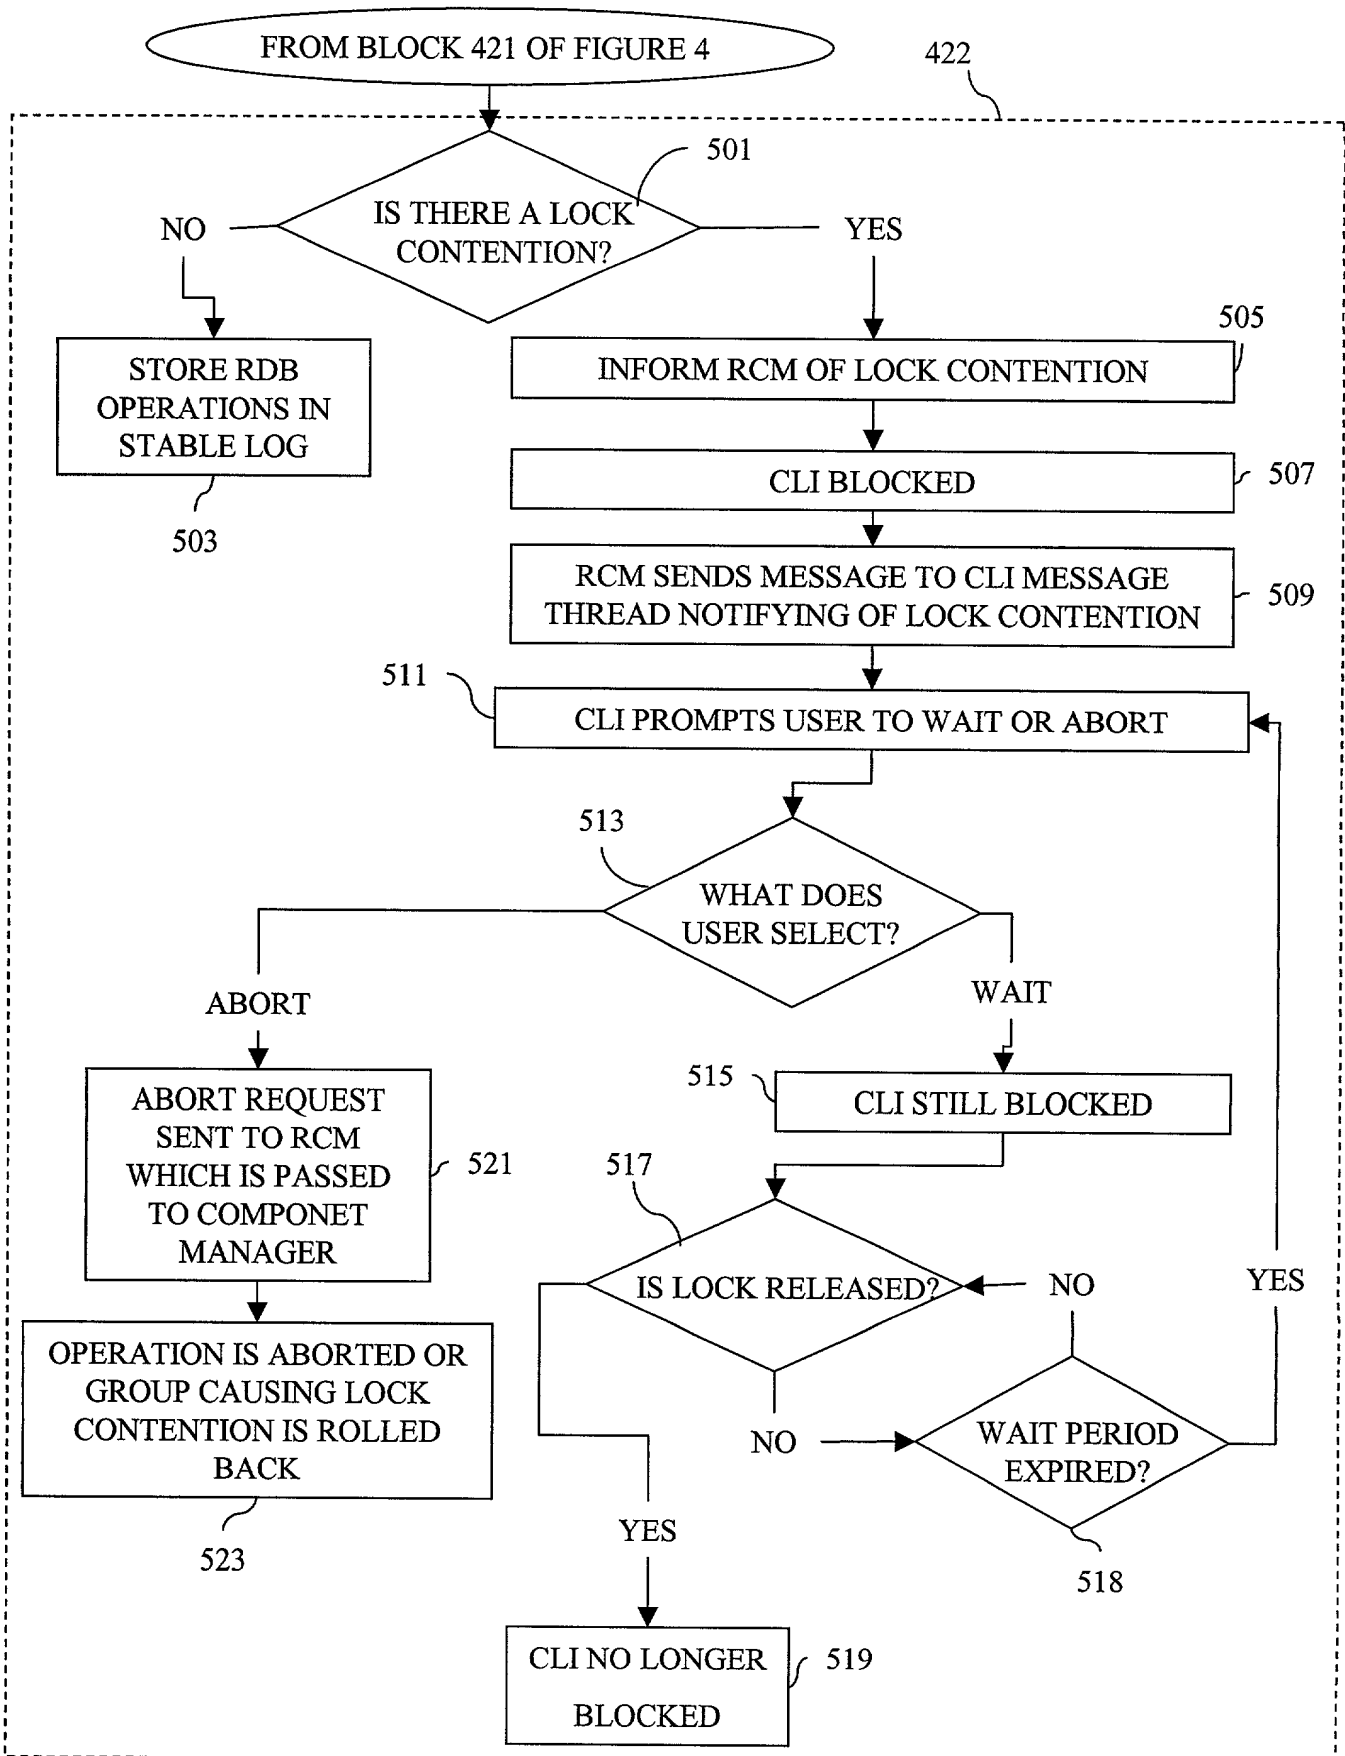 FROM BLOCK 421 OF FIGURE 4
422
501
IS THERE A LOCK
CONTENTION?
NO
YES
STORE RDB
OPERATIONS IN
STABLE LOG
503
505
INFORM RCM OF LOCK CONTENTION
CLI BLOCKED
507
RCM SENDS MESSAGE TO CLI MESSAGE
THREAD NOTIFYING OF LOCK CONTENTION
509
511
CLI PROMPTS USER TO WAIT OR ABORT
513
WHAT DOES
USER SELECT?
ABORT
WAIT
ABORT REQUEST
SENT TO RCM
WHICH IS PASSED
TO COMPONET
MANAGER
521
515
CLI STILL BLOCKED
517
IS LOCK RELEASED?
NO
YES
OPERATION IS ABORTED OR
GROUP CAUSING LOCK
CONTENTION IS ROLLED
BACK
523
NO
WAIT PERIOD
EXPIRED?
518
YES
CLI NO LONGER
BLOCKED
519